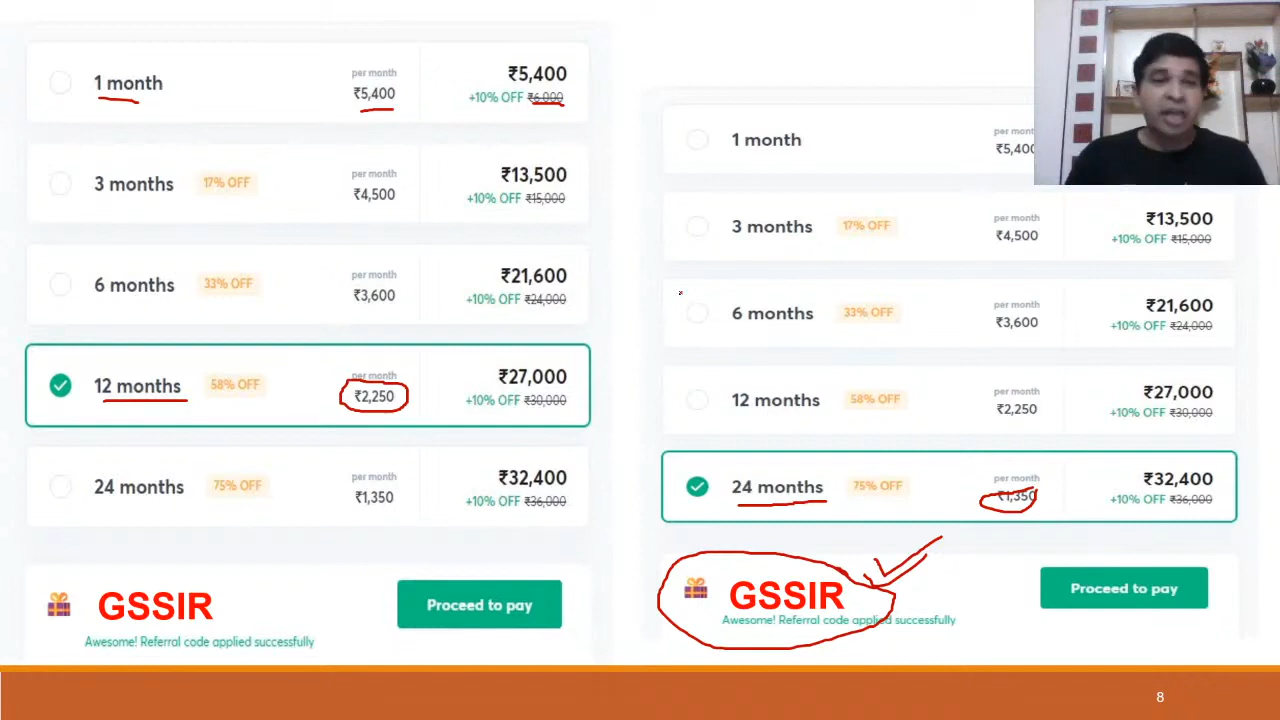 1 month
per month
₹5,400
₹5,400
+10% OFF ₹6,000
3 months
17% OFF
per month
₹4,500
₹13,500
+10% OFF ₹15,000
6 months
33% OFF
per month
₹3,600
₹21,600
+10% OFF ₹24,000
12 months
58% OFF
per month
₹2,250
₹27,000
+10% OFF ₹30,000
24 months
75% OFF
per month
₹1,350
₹32,400
+10% OFF ₹36,000
GSSIR
Proceed to pay
Awesome! Referral code applied successfully
1 month
per mont
₹5,400
3 months
17% OFF
per month
₹4,500
₹13,500
+10% OFF ₹15,000
6 months
33% OFF
per month
₹3,600
₹21,600
+10% OFF ₹24,000
12 months
58% OFF
per month
₹2,250
₹27,000
+10% OFF ₹30,000
24 months
75% OFF
per month
₹1,350
₹32,400
+10% OFF ₹36,000
GSSIR
Proceed to pay
Awesome! Referral code applied successfully
8